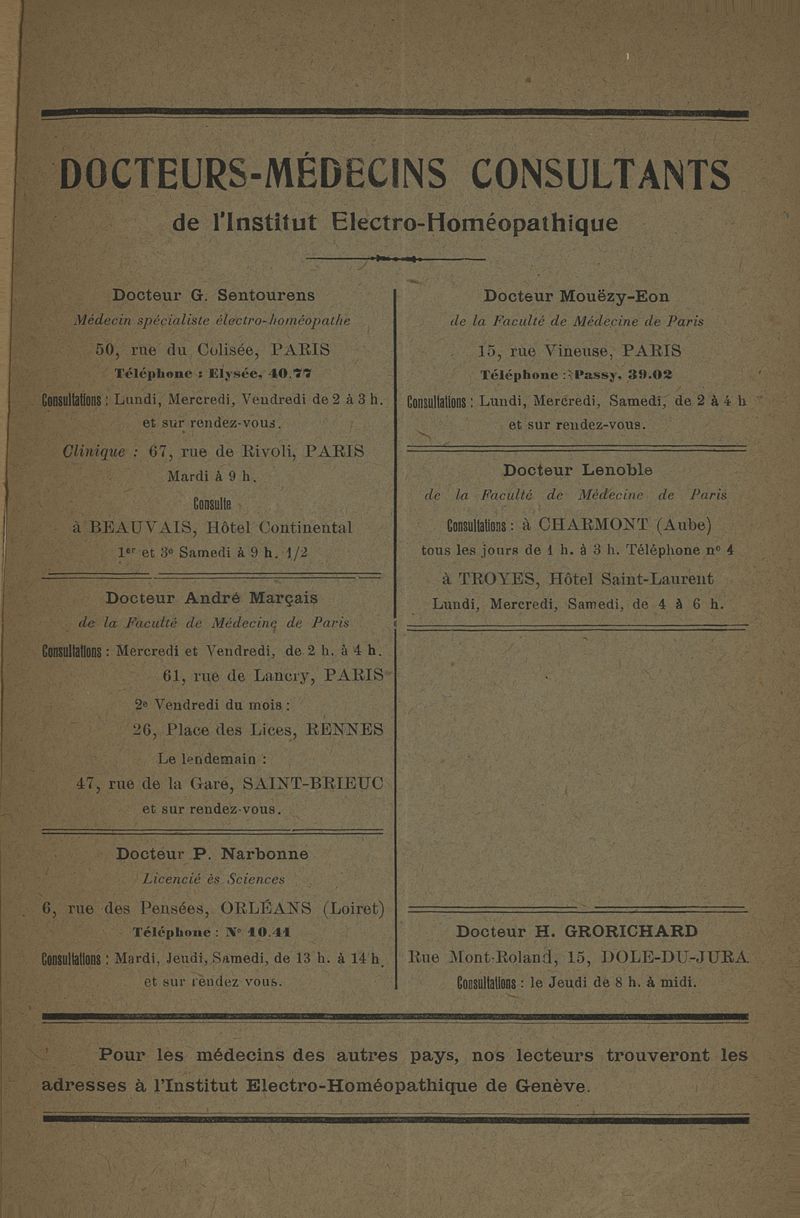 DOCTEURS-MÉDECINS CONSULTANTS
de l'Institut Electro-Homéopathique
Docteur G. Sentourens
Médecin spécialiste électro-homéopathe
50, rue du Colisée, PARIS
Téléphone : Elysée, 40.77
Consultations : Lundi, Mercredi, Vendredi de 2 à 3 h.
et sur rendez-vous.
Clinique : 67, rue de Rivoli, PARIS
Mardi à 9 h.
Consulte
à BEAUVAIS, Hôtel Continental
1er et 3e Samedi à 9 h. 1/2
Docteur André Marçais
de la Faculté de Médecine de Paris
Consultations : Mercredi et Vendredi, de 2 h. à 4 h.
61, rue de Lancry, PARIS
2e Vendredi du mois :
26, Place des Lices, RENNES
Le lendemain :
47, rue de la Gare, SAINT-BRIEUC
et sur rendez-vous.
Docteur P. Narbonne
Licencié ès Sciences
6, rue des Pensées, ORLÉANS (Loiret)
Téléphone : N° 10.41
Consultations : Mardi, Jeudi, Samedi, de 13 h. à 14 h.
et sur rendez vous.
Docteur Mouëzy-Eon
de la Faculté de Médecine de Paris
15, rue Vineuse, PARIS
Téléphone : Passy, 39.02
Consultations : Lundi, Mercredi, Samedi, de 2 à 4 h
et sur rendez-vous.
Docteur Lenoble
de la Faculté de Médecine de Paris
Consultations : à CHARMONT (Aube)
tous les jours de 1 h. à 3 h. Téléphone n° 4
à TROYES, Hôtel Saint-Laurent
Lundi, Mercredi, Samedi, de 4 à 6 h.
Docteur H. GRORICHARD
Rue Mont-Roland, 15, DOLE-DU-JURA
Consultations : le Jeudi de 8 h. à midi.
Pour les médecins des autres pays, nos lecteurs trouveront les
adresses à l'Institut Electro-Homéopathique de Genève.